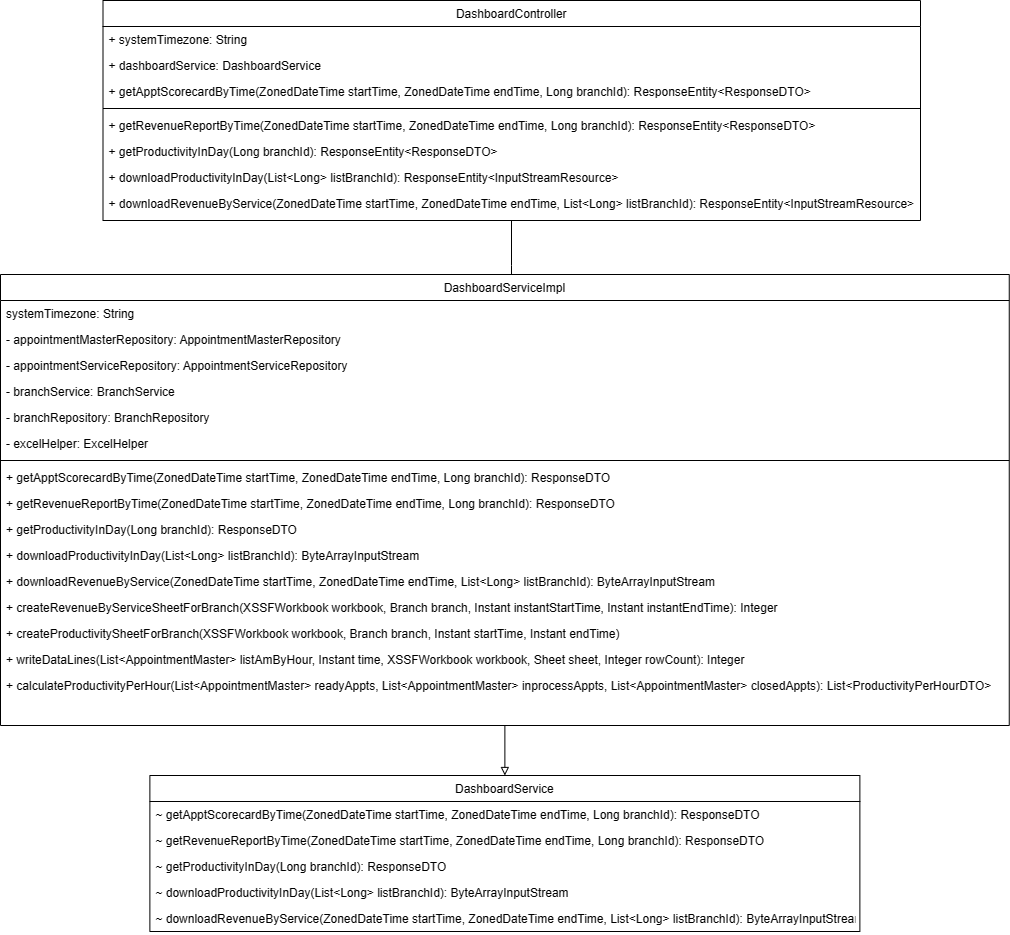 DashboardController
+ systemTimezone: String
+ dashboardService: DashboardService
+ getApptScorecardByTime(ZonedDateTime startTime, ZonedDateTime endTime, Long branchId): ResponseEntity<ResponseDTO>
+ getRevenueReportByTime(ZonedDateTime startTime, ZonedDateTime endTime, Long branchId): ResponseEntity<ResponseDTO>
+ getProductivityInDay(Long branchId): ResponseEntity<ResponseDTO>
+ downloadProductivityInDay(List<Long> listBranchId): ResponseEntity<InputStreamResource>
+ downloadRevenueByService(ZonedDateTime startTime, ZonedDateTime endTime, List<Long> listBranchId): ResponseEntity<InputStreamResource>
DashboardServiceImpl
systemTimezone: String
- appointmentMasterRepository: AppointmentMasterRepository
- appointmentServiceRepository: AppointmentServiceRepository
- branchService: BranchService
- branchRepository: BranchRepository
- excelHelper: ExcelHelper
+ getApptScorecardByTime(ZonedDateTime startTime, ZonedDateTime endTime, Long branchId): ResponseDTO
+ getRevenueReportByTime(ZonedDateTime startTime, ZonedDateTime endTime, Long branchId): ResponseDTO
+ getProductivityInDay(Long branchId): ResponseDTO
+ downloadProductivityInDay(List<Long> listBranchId): ByteArrayInputStream
+ downloadRevenueByService(ZonedDateTime startTime, ZonedDateTime endTime, List<Long> listBranchId): ByteArrayInputStream
+ createRevenueByServiceSheetForBranch(XSSFWorkbook workbook, Branch branch, Instant instantStartTime, Instant instantEndTime): Integer
+ createProductivitySheetForBranch(XSSFWorkbook workbook, Branch branch, Instant startTime, Instant endTime)
+ writeDataLines(List<AppointmentMaster> listAmByHour, Instant time, XSSFWorkbook workbook, Sheet sheet, Integer rowCount): Integer
+ calculateProductivityPerHour(List<AppointmentMaster> readyAppts, List<AppointmentMaster> inprocessAppts, List<AppointmentMaster> closedAppts): List<ProductivityPerHourDTO>
DashboardService
~ getApptScorecardByTime(ZonedDateTime startTime, ZonedDateTime endTime, Long branchId): ResponseDTO
~ getRevenueReportByTime(ZonedDateTime startTime, ZonedDateTime endTime, Long branchId): ResponseDTO
~ getProductivityInDay(Long branchId): ResponseDTO
~ downloadProductivityInDay(List<Long> listBranchId): ByteArrayInputStream
~ downloadRevenueByService(ZonedDateTime startTime, ZonedDateTime endTime, List<Long> listBranchId):